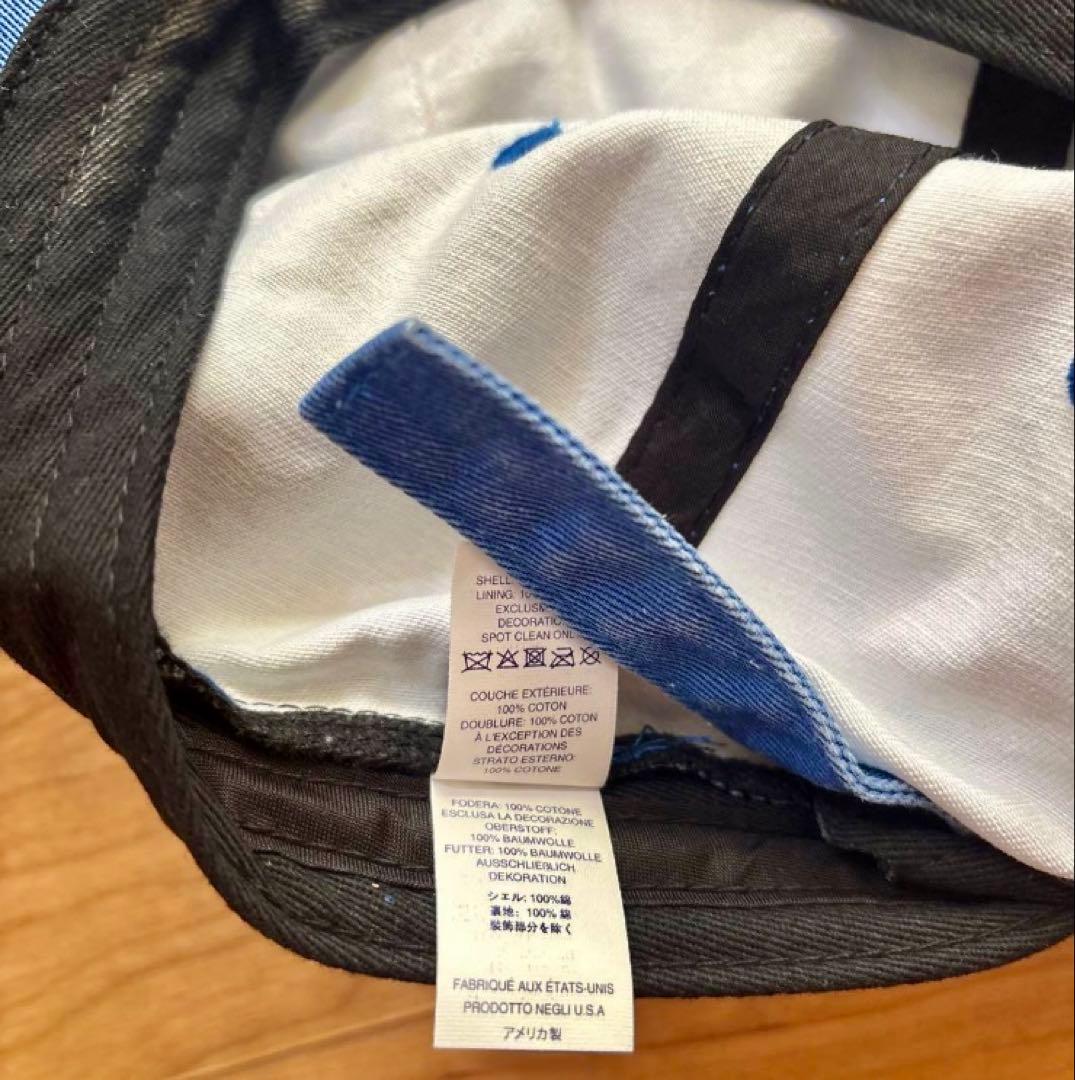 SHELL
LINING: 10
EXCLUS
DECORATIO
SPOT CLEAN ONL
COUCHE EXTÉRIEURE:
100% COTON
DOUBLURE: 100% COTON
À L'EXCEPTION DES
DÉCORATIONS
STRATO ESTERNO:
100% COTONE
FODERA: 100% COTONE
ESCLUSA LA DECORAZIONE
OBERSTOFF:
100% BAUMWOLLE
FUTTER: 100% BAUMWOLLE
AUSSCHLIEßLICH
DEKORATION
シェル: 100%綿
裏地: 100% 綿
装飾部分を除く
FABRIQUÉ AUX ÉTATS-UNIS
PRODOTTO NEGLI U.S.A
アメリカ製